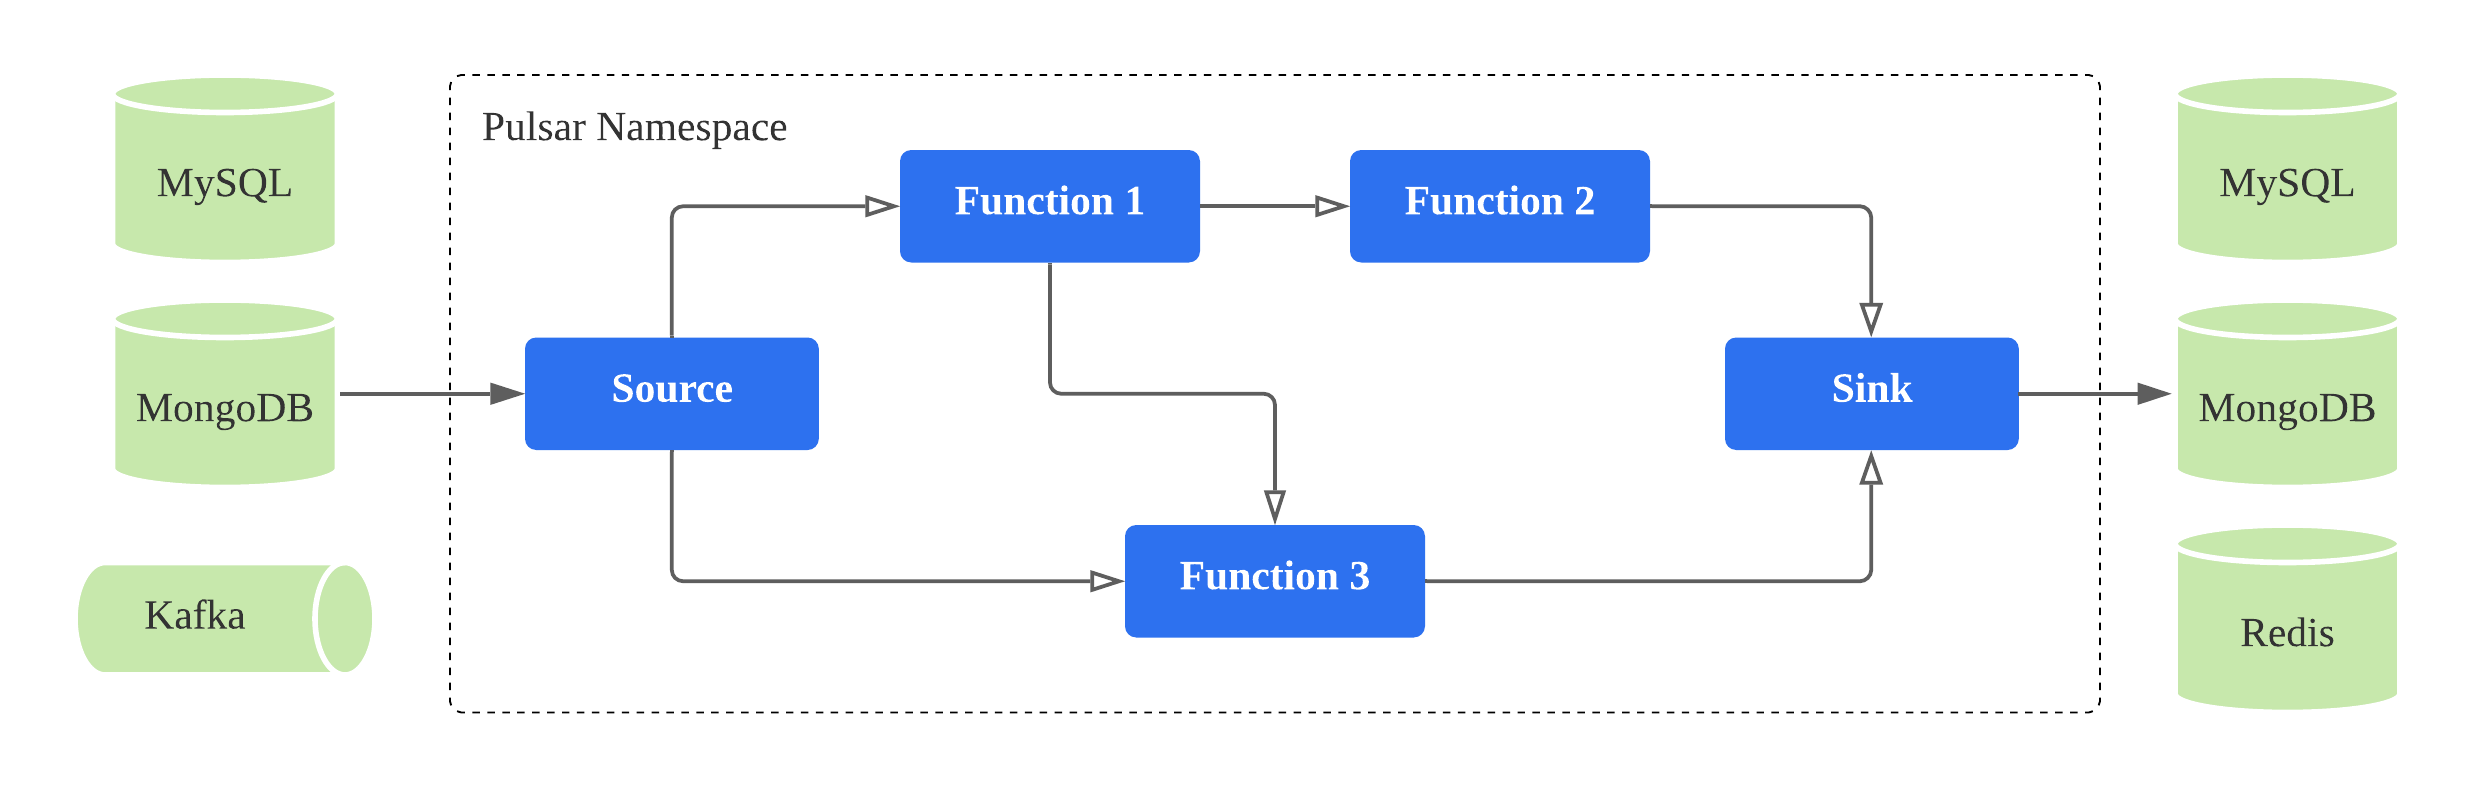 MySQL
MongoDB
Kafka
Pulsar Namespace
Source
Function 1
Function 2
Function 3
Sink
MySQL
MongoDB
Redis